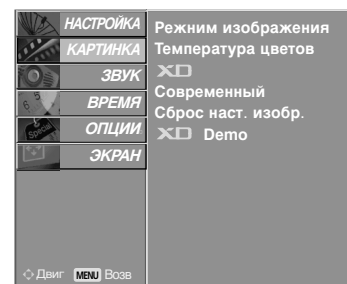 НАСТРОЙКА
КАРТИНКА
ЗВУК
ВРЕМЯ
ОПЦИИ
ЭКРАН
Режним изображения
Температура цветов
XD
Современный
Сброс наст. изобр.
XD Demo
Двиг MENU Возв